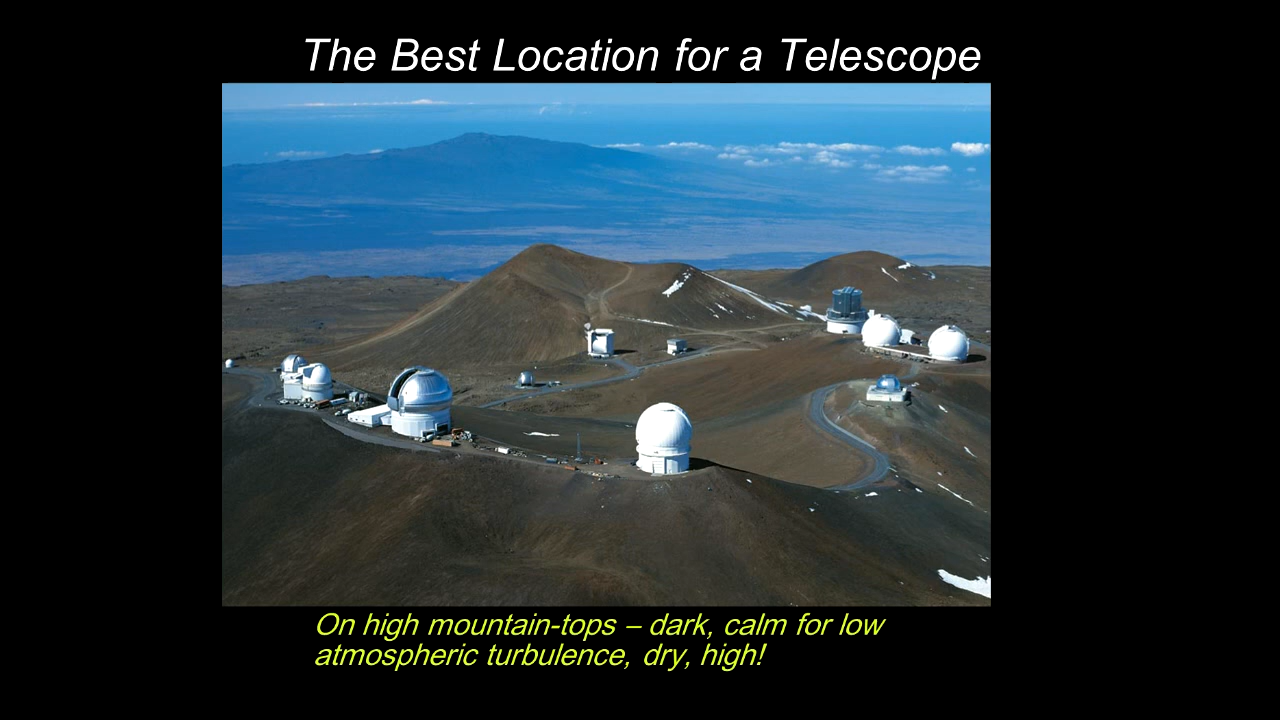 The Best Location for a Telescope
On high mountain-tops – dark, calm for low
atmospheric turbulence, dry, high!